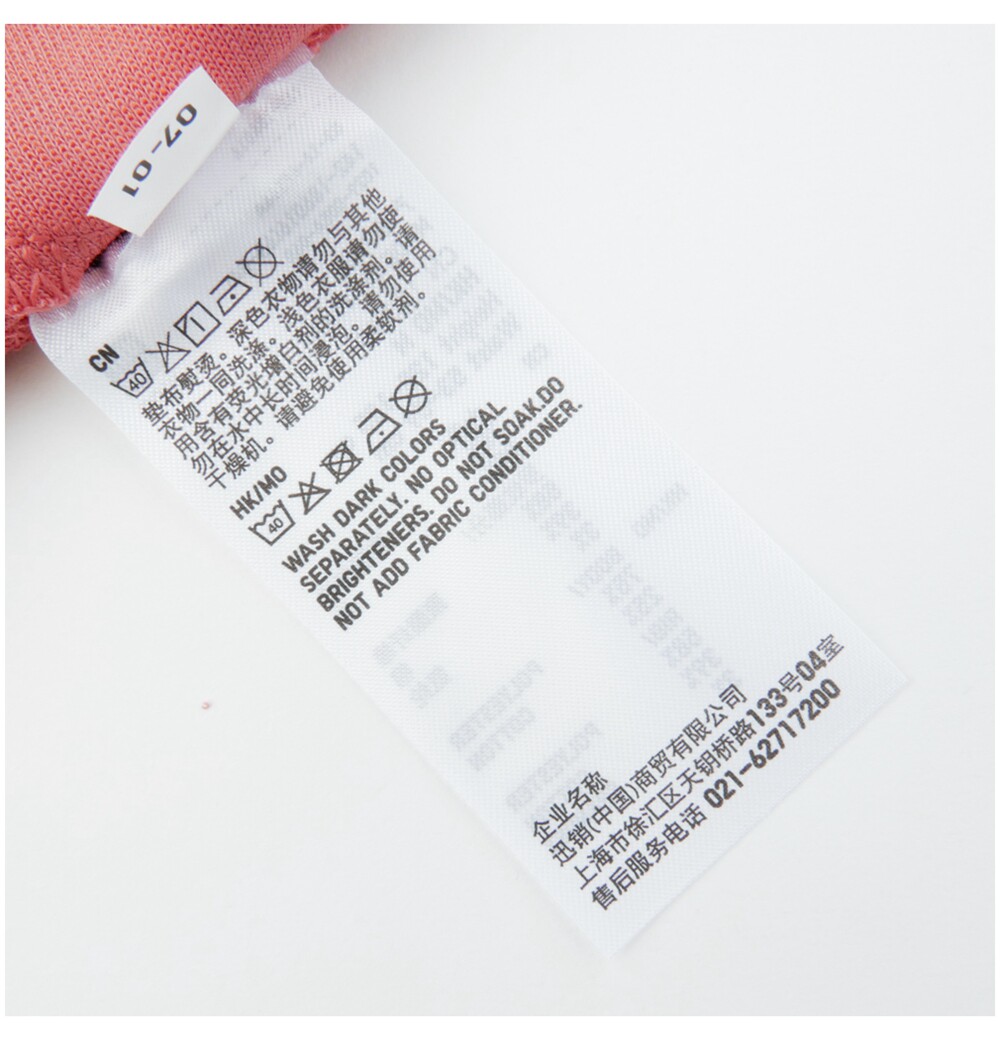 07-01
CN
40
垫布熨烫。深色衣物请勿与其他
衣物一同洗涤。浅色衣服请勿使
用含有荧光增白剂的洗涤剂。请
勿在水中长时间浸泡。请勿使用
干燥机。请避免使用柔软剂。
HK/MO
40
WASH DARK COLORS
SEPARATELY. NO OPTICAL
BRIGHTENERS. DO NOT SOAK.DO
NOT ADD FABRIC CONDITIONER.
企业名称
迅销(中国)商贸有限公司
上海市徐汇区天钥桥路133号04室
售后服务电话 021-62717200